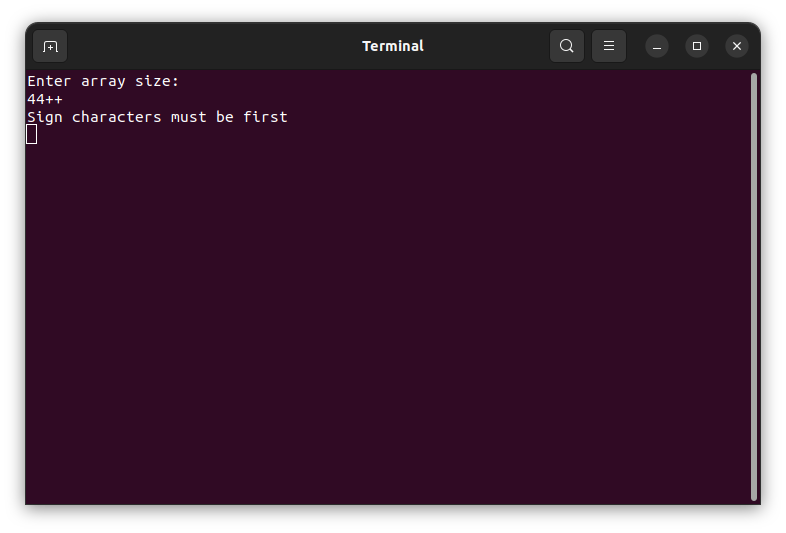 Terminal
Enter array size:
44++
Sign characters must be first